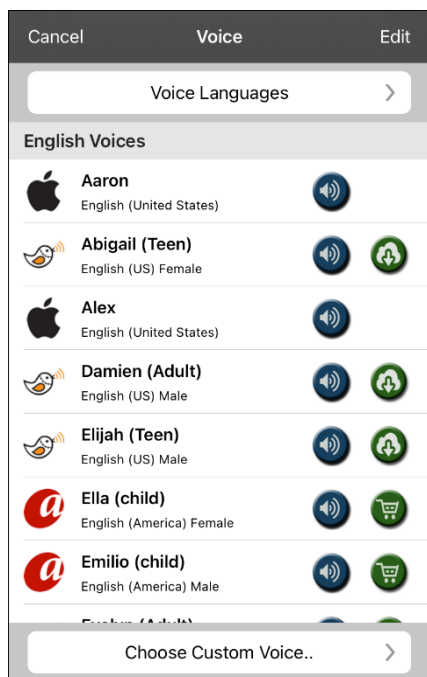 Cancel Voice Edit
Voice Languages
English Voices
Aaron
English (United States)
Abigail (Teen)
English (US) Female
Alex
English (United States)
Damien (Adult)
English (US) Male
Elijah (Teen)
English (US) Male
Ella (child)
English (America) Female
Emilio (child)
English (America) Male
Choose Custom Voice..